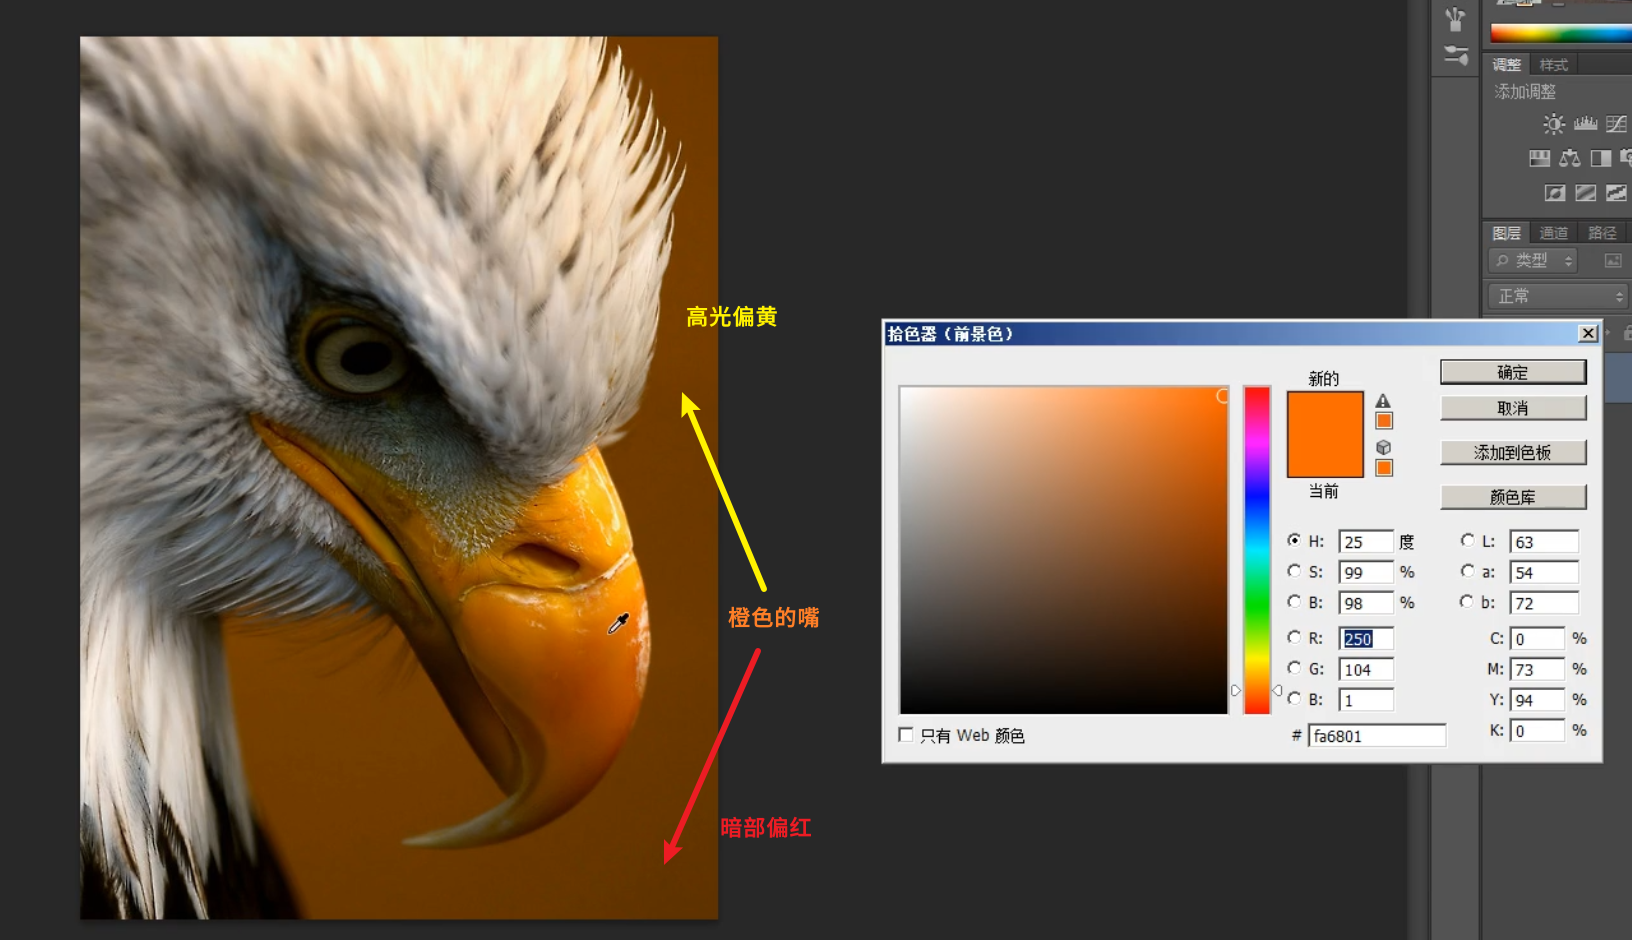 调整 样式
添加调整
图层 通道 路径
类型
正常
高光偏黄
橙色的嘴
暗部偏红
拾色器（前景色）
新的
当前
确定
取消
添加到色板
颜色库
H: 25 度
S: 99 %
B: 98 %
R: 250
G: 104
B: 1
# fa6801
L: 63
a: 54
b: 72
C: 0 %
M: 73 %
Y: 94 %
K: 0 %
只有 Web 颜色